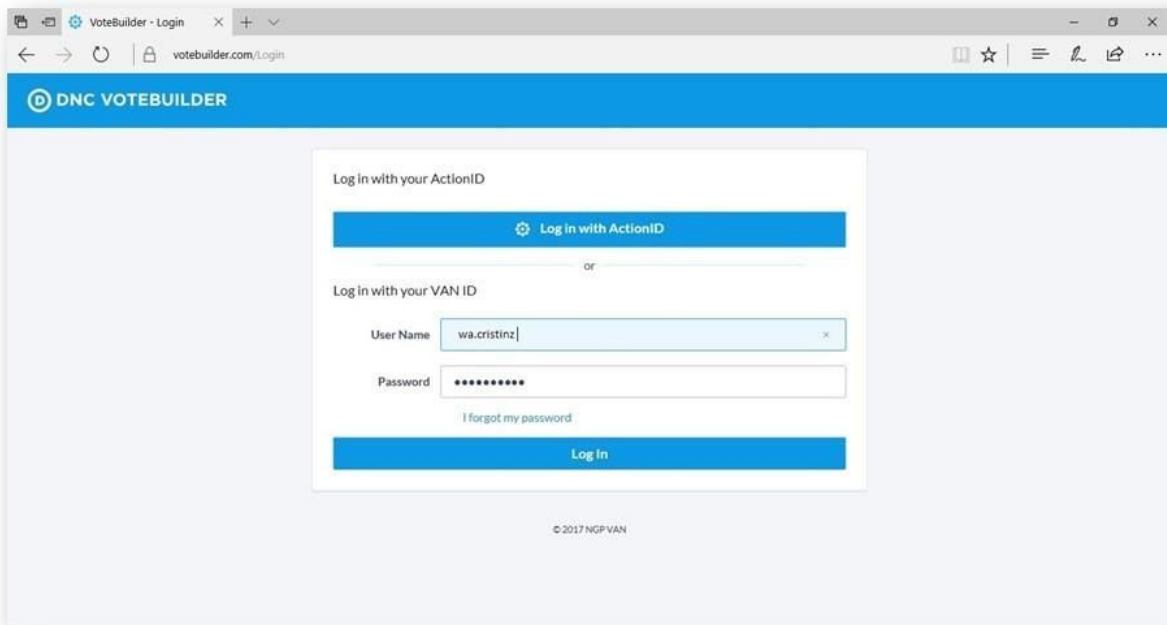 VoteBuilder - Login
votebuilder.com/Login
DNC VOTEBUILDER
Log in with your ActionID
Log in with ActionID
or
Log in with your VAN ID
User Name wa.cristinz
Password ••••••••••
I forgot my password
Log In
© 2017 NGP VAN